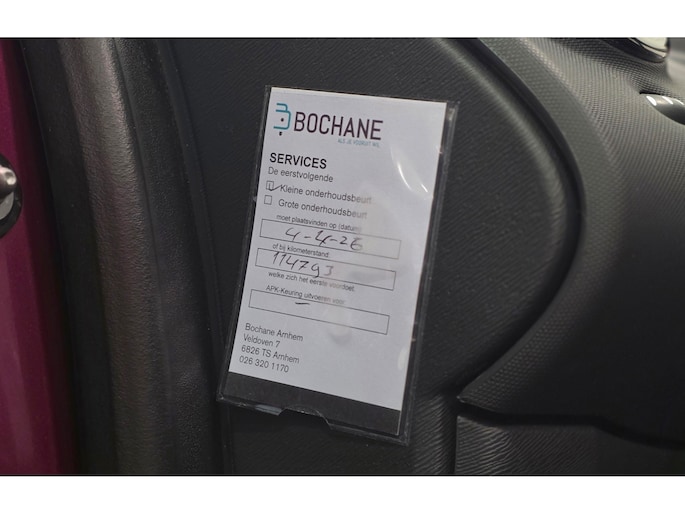 BOCHANE
ALS JE VOORUIT WIL
SERVICES
De eerstvolgende
Kleine onderhoudsbeurt
Grote onderhoudsbeurt
moet plaatsvinden op (datum)
4-4-26
of bij kilometerstand:
114793
welke zich het eerste voordoet.
APK-Keuring uitvoeren voor:
–
Bochane Arnhem
Veldoven 7
6826 TS Arnhem
026 320 1170